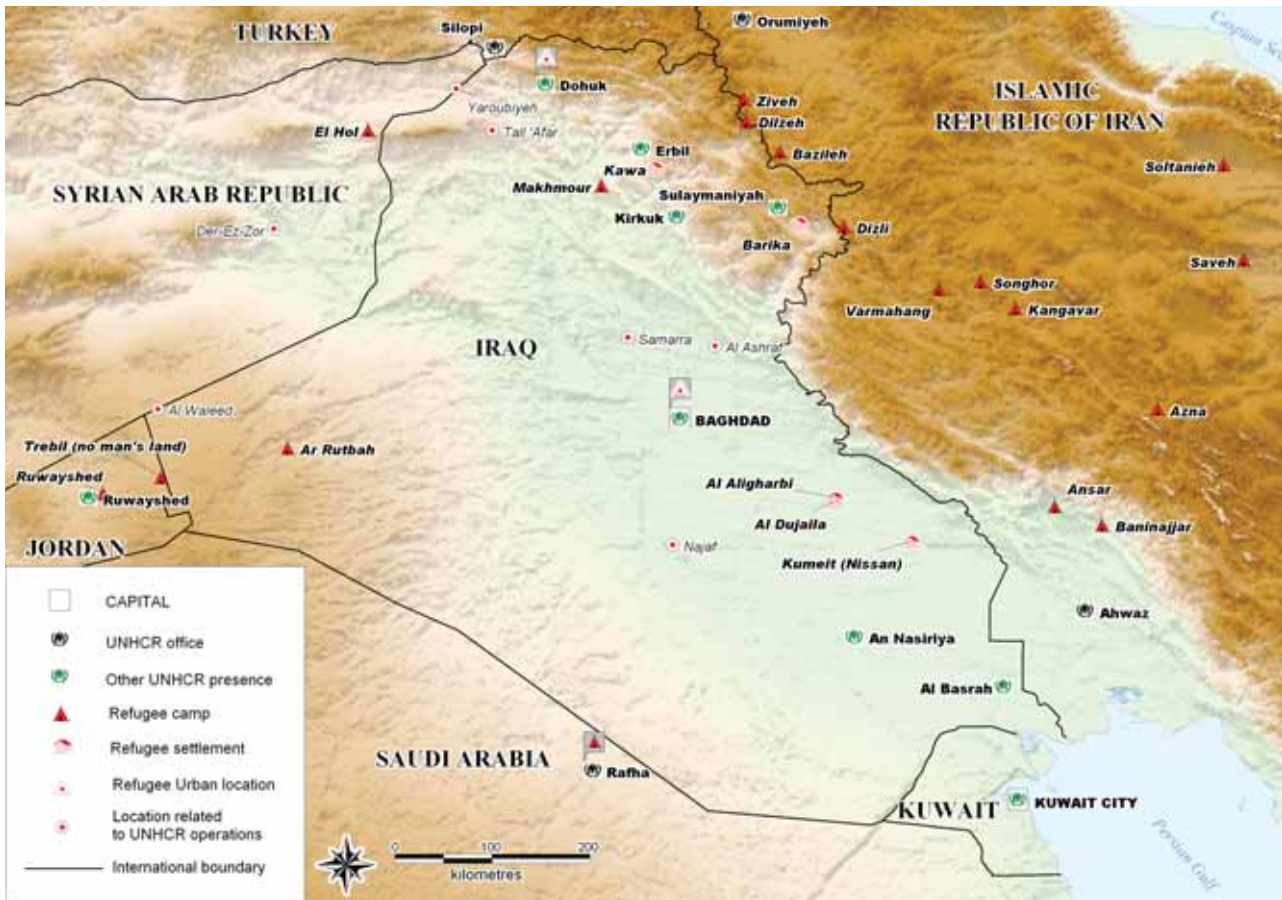 TURKEY
Silopi
Orumiyeh
Caspian Sea
Dohuk
Ziveh
ISLAMIC
REPUBLIC OF IRAN
Yaroubiyeh
Dilzeh
El Hol
Tall 'Afar
Erbil
Bazileh
Soltanieh
Kawa
SYRIAN ARAB REPUBLIC
Makhmour
Sulaymaniyah
Kirkuk
Der-Ez-Zor
Dizli
Barika
Saveh
Songhor
Varmahang
Kangavar
IRAQ
Samarra
Al Ashraf
Al Waleed
BAGHDAD
Azna
Trebil (no man's land)
Ar Rutbah
Ruwayshed
Ruwayshed
Al Aligharbi
Ansar
Al Dujaila
Baninajjar
JORDAN
Najaf
Kumeit (Nissan)
CAPITAL
Ahwaz
UNHCR office
An Nasiriya
Other UNHCR presence
Al Basrah
Refugee camp
Refugee settlement
SAUDI ARABIA
Rafha
Refugee Urban location
KUWAIT
KUWAIT CITY
Location related
to UNHCR operations
International boundary
0 100 200
kilometres
Persian Gulf